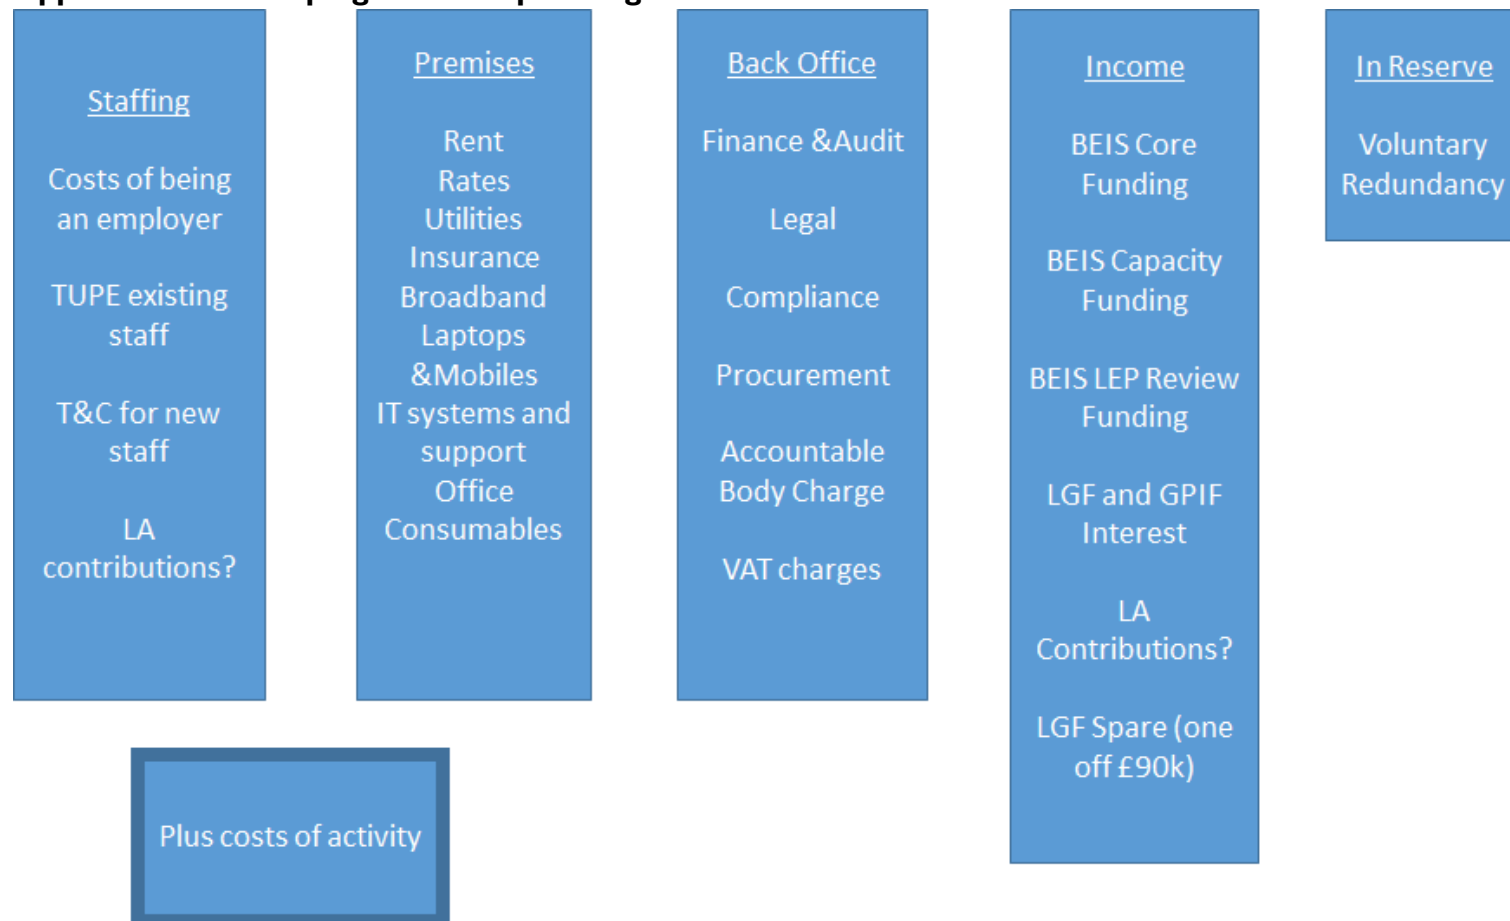 Staffing
Costs of being
an employer
TUPE existing
staff
T&C for new
staff
LA
contributions?
Premises
Rent
Rates
Utilities
Insurance
Broadband
Laptops
&Mobiles
IT systems and
support
Office
Consumables
Back Office
Finance &Audit
Legal
Compliance
Procurement
Accountable
Body Charge
VAT charges
Income
BEIS Core
Funding
BEIS Capacity
Funding
BEIS LEP Review
Funding
LGF and GPIF
Interest
LA
Contributions?
LGF Spare (one
off £90k)
In Reserve
Voluntary
Redundancy
Plus costs of activity